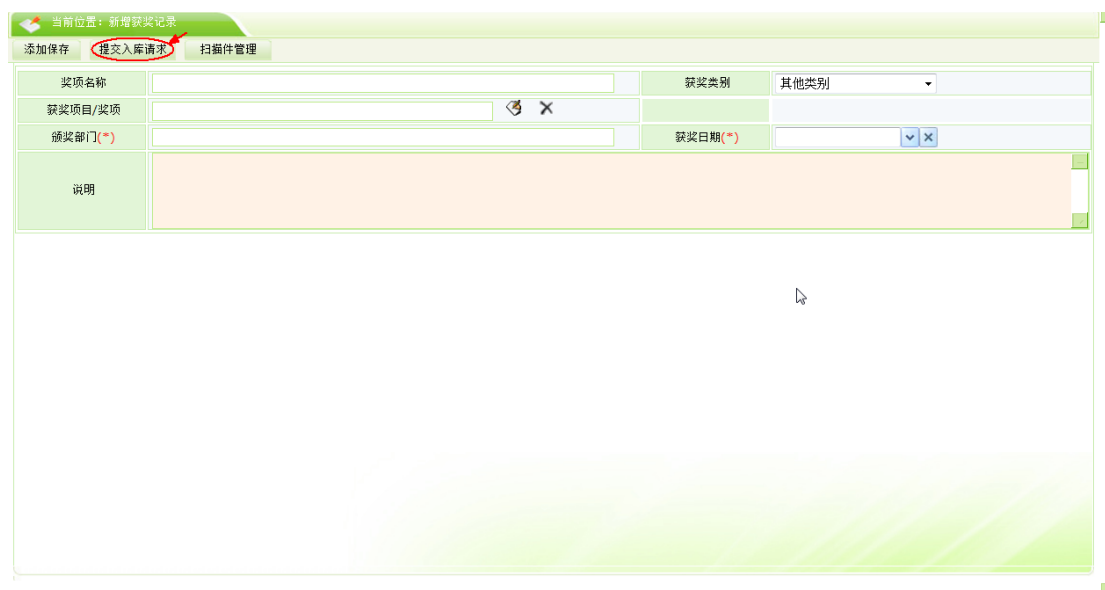 当前位置：新增获奖记录
添加保存 提交入库请求 扫描件管理
奖项名称 获奖类别 其他类别
获奖项目/奖项
颁奖部门(*) 获奖日期(*)
说明